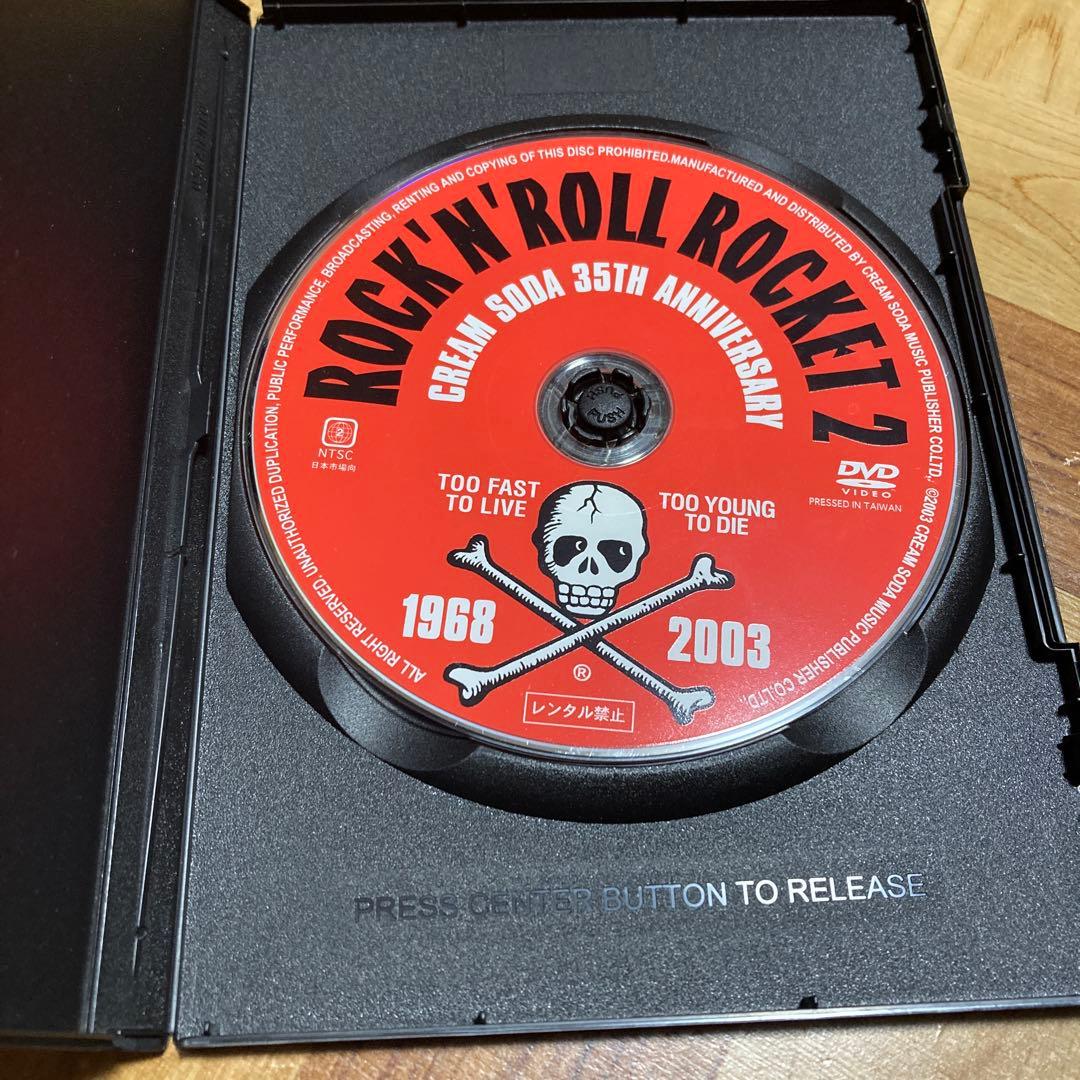 ALL RIGHT RESERVED. UNAUTHORIZED DUPLICATION, PUBLIC PERFORMANCE, BROADCASTING, RENTING AND COPYING OF THIS DISC PROHIBITED. MANUFACTURED AND DISTRIBUTED BY CREAM SODA MUSIC PUBLISHER CO.LTD., ©2003 CREAM SODA MUSIC PUBLISHER CO.LTD,
ROCK'N'ROLL ROCKET 2
CREAM SODA 35TH ANNIVERSARY
PUSH
PUSH
2
NTSC
日本市場向
DVD
VIDEO
PRESSED IN TAIWAN
TOO FAST
TO LIVE
TOO YOUNG
TO DIE
1968
2003
®
レンタル禁止
PRESS CENTER BUTTON TO RELEASE